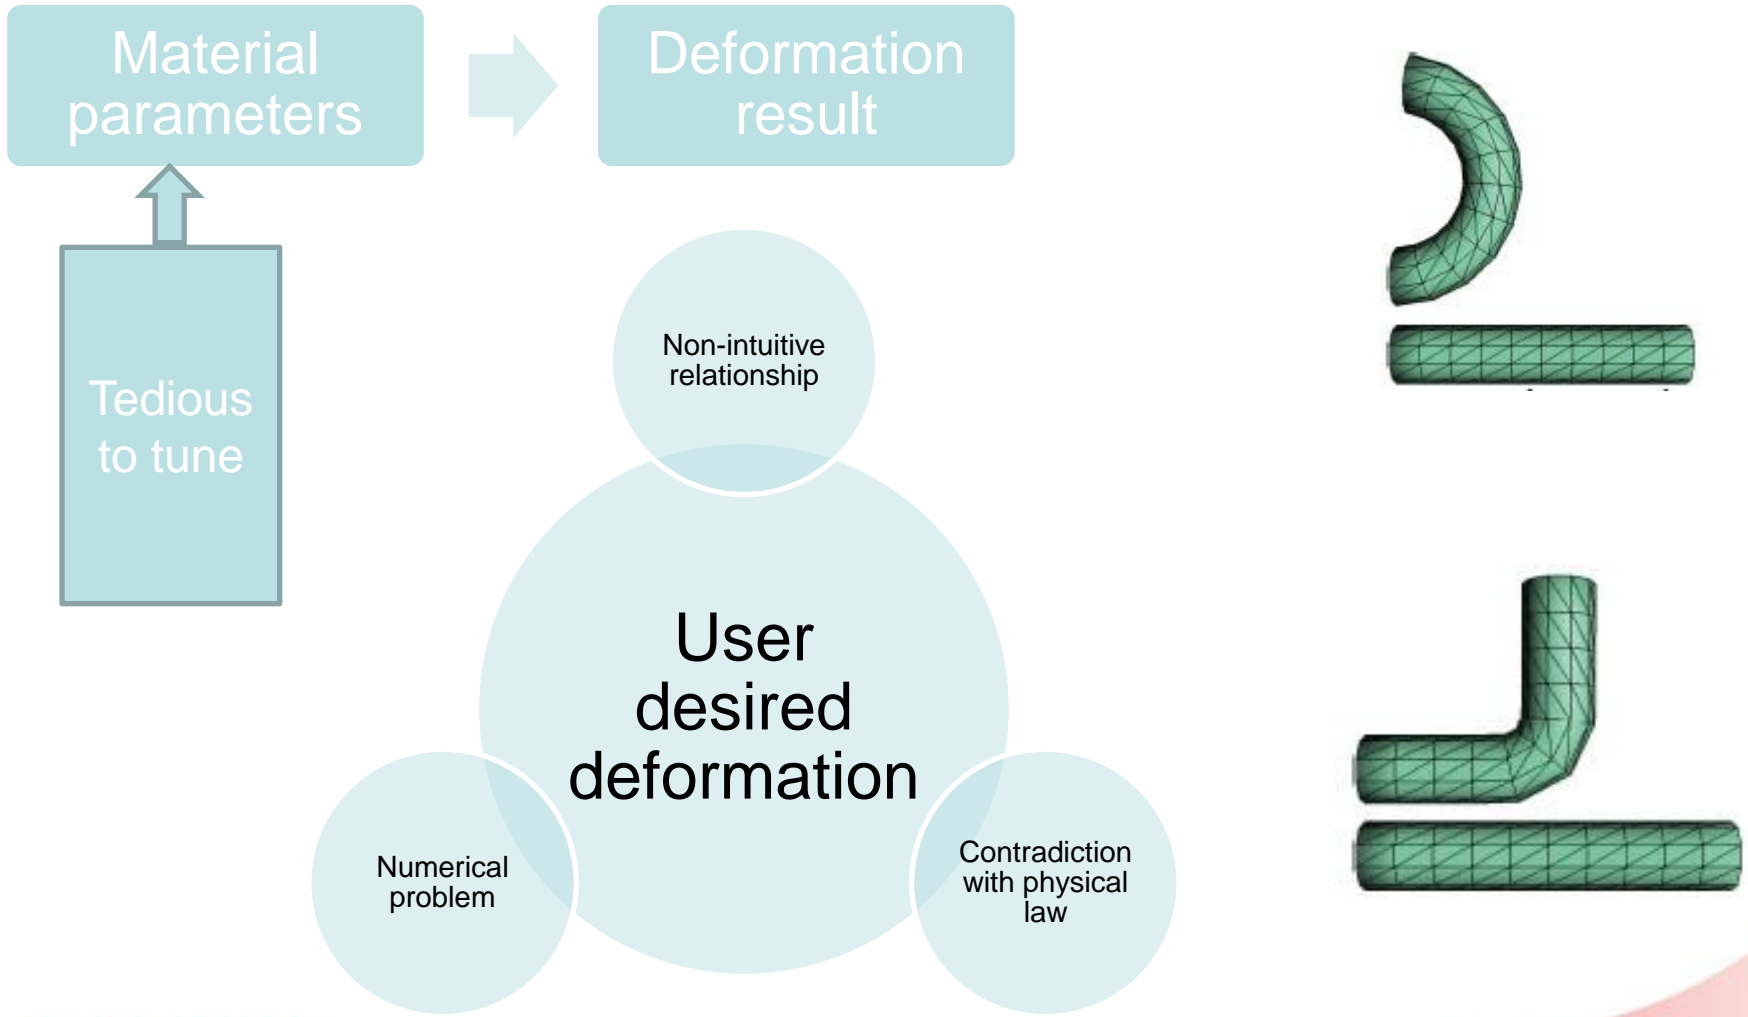 Material
parameters
Deformation
result
Tedious
to tune
Non-intuitive
relationship
User
desired
deformation
Numerical
problem
Contradiction
with physical
law